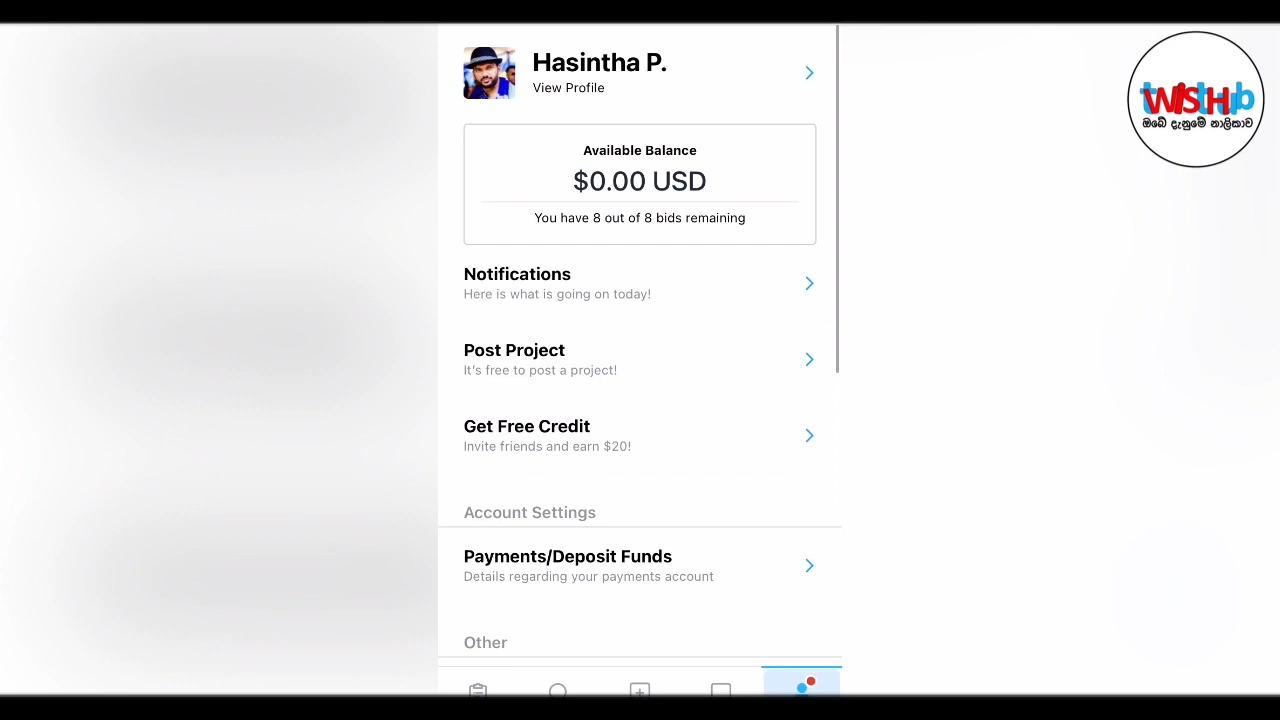 Hasintha P.
View Profile
Available Balance
$0.00 USD
You have 8 out of 8 bids remaining
Notifications
Here is what is going on today!
Post Project
It's free to post a project!
Get Free Credit
Invite friends and earn $20!
Account Settings
Payments/Deposit Funds
Details regarding your payments account
Other
ඔබේ දැනුමේ නාලිකාව